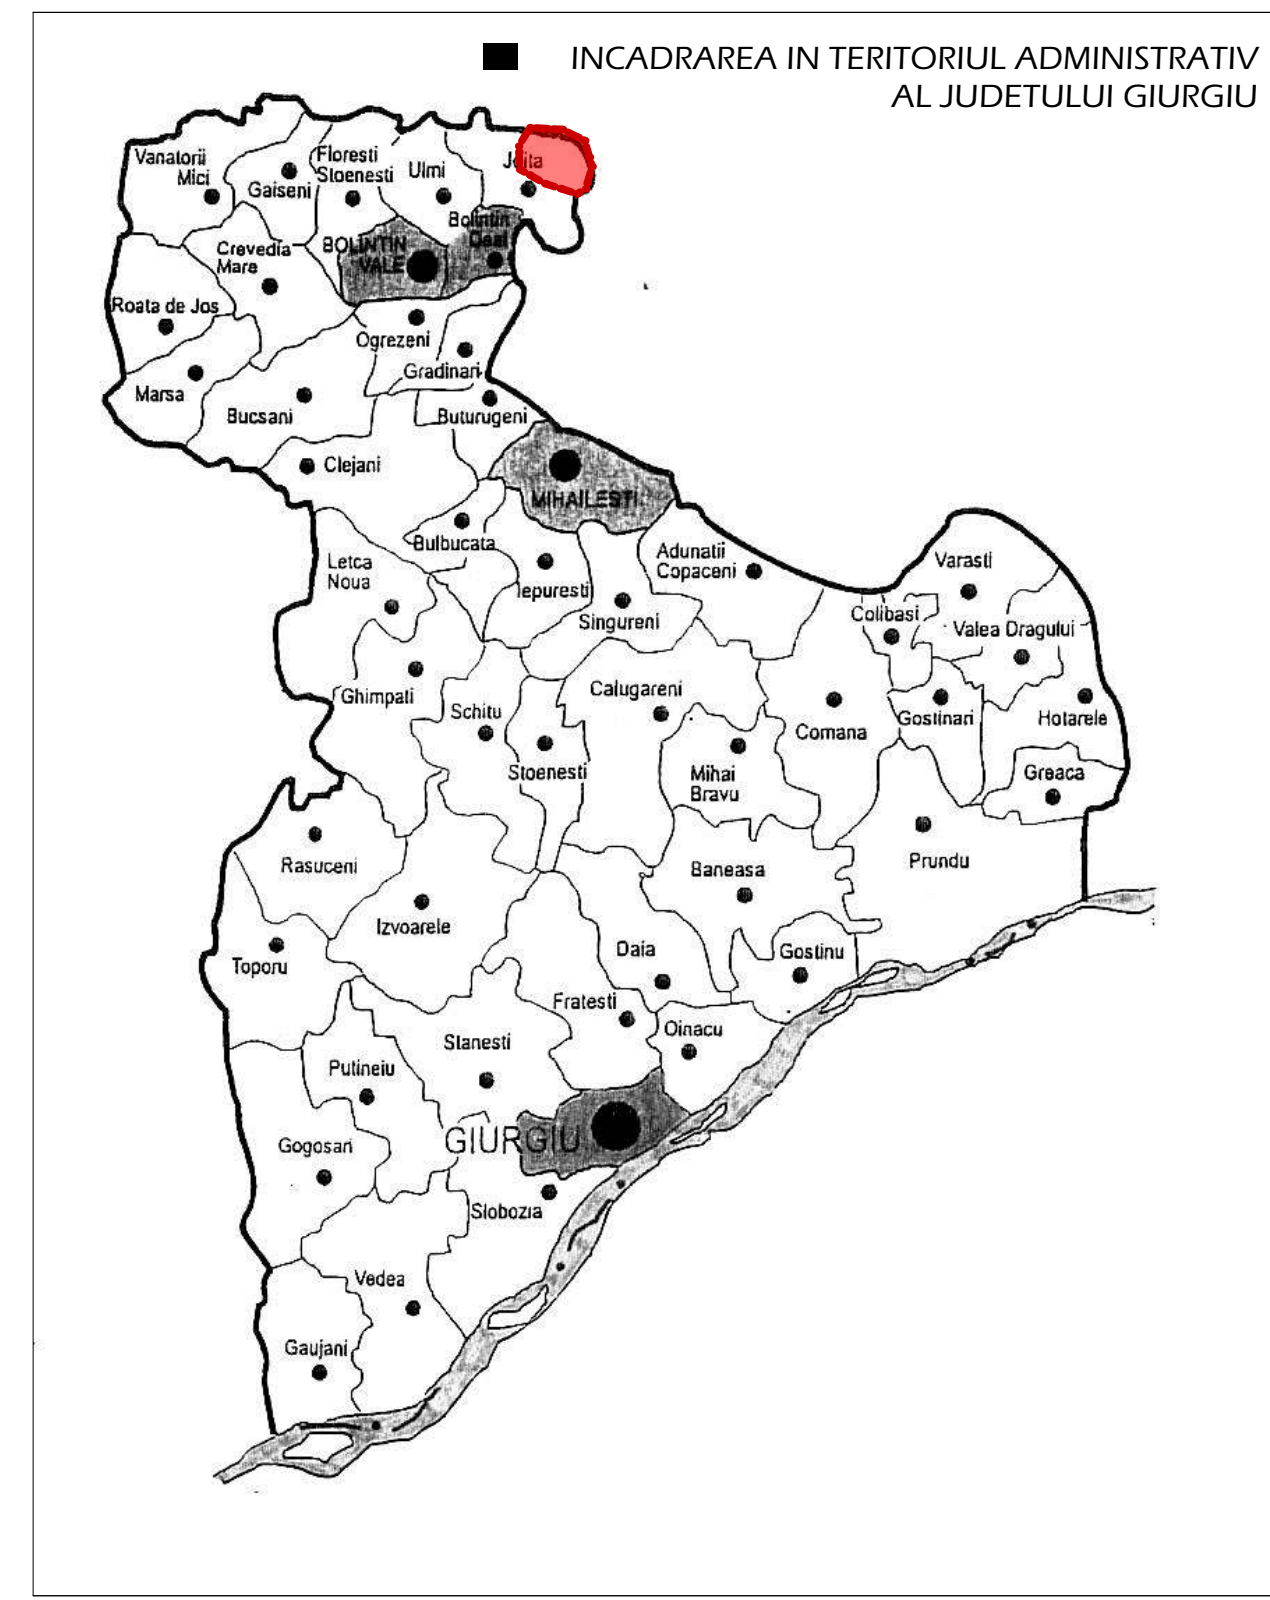 INCADRAREA IN TERITORIUL ADMINISTRATIV
AL JUDETULUI GIURGIU
Vanatorii
Mici
Gaiseni
Floresti
Stoenesti
Ulmi
Joita
Bolintin
Deal
BOLINTIN
VALE
Crevedia
Mare
Roata de Jos
Ogrezeni
Gradinari
Marsa
Bucsani
Buturugeni
Clejani
MIHAILESTI
Bulbucata
Letca
Noua
Iepuresti
Singureni
Adunatii
Copaceni
Varasti
Colibasi
Valea Dragului
Ghimpati
Schitu
Calugareni
Comana
Gostinari
Hotarele
Stoenesti
Mihai
Bravu
Greaca
Rasuceni
Baneasa
Prundu
Izvoarele
Toporu
Daia
Gostinu
Fratesti
Oinacu
Stanesti
Putineiu
GIURGIU
Gogosari
Slobozia
Vedea
Gaujani